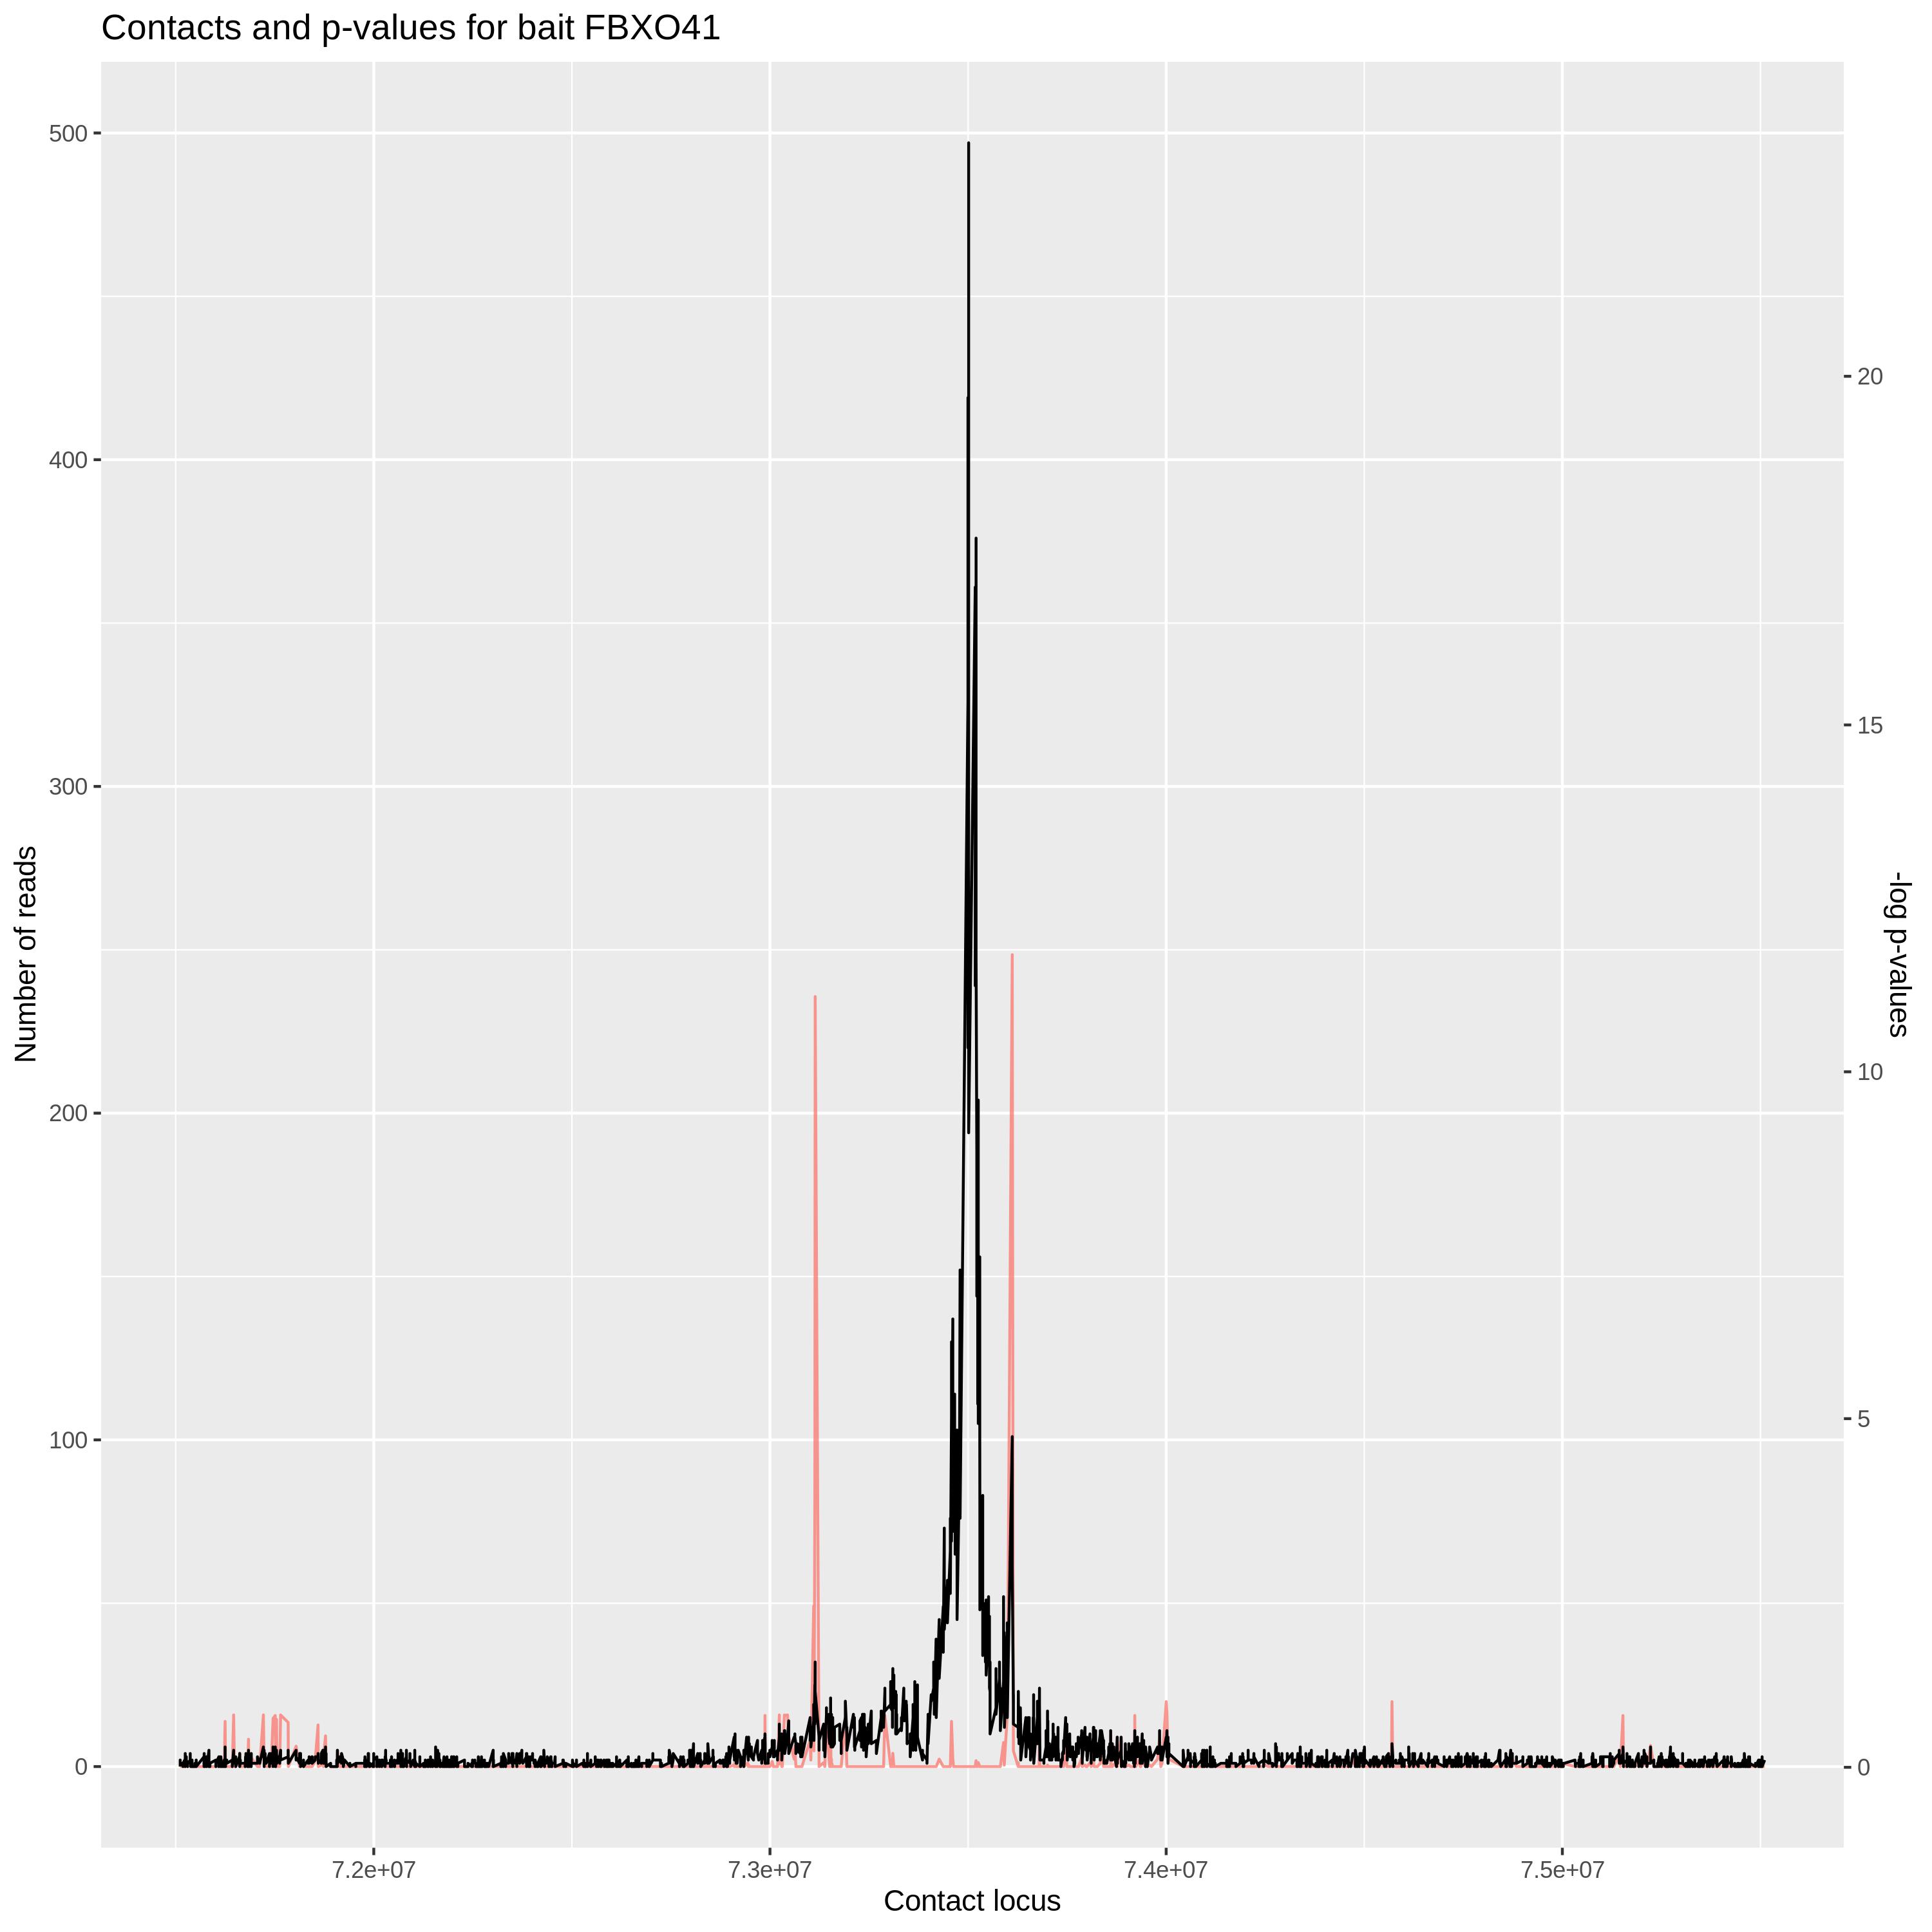 Contacts and p-values for bait FBXO41
500
400
300
200
100
0
Number of reads
20
15
10
5
0
-log p-values
7.2e+07
7.3e+07
7.4e+07
7.5e+07
Contact locus